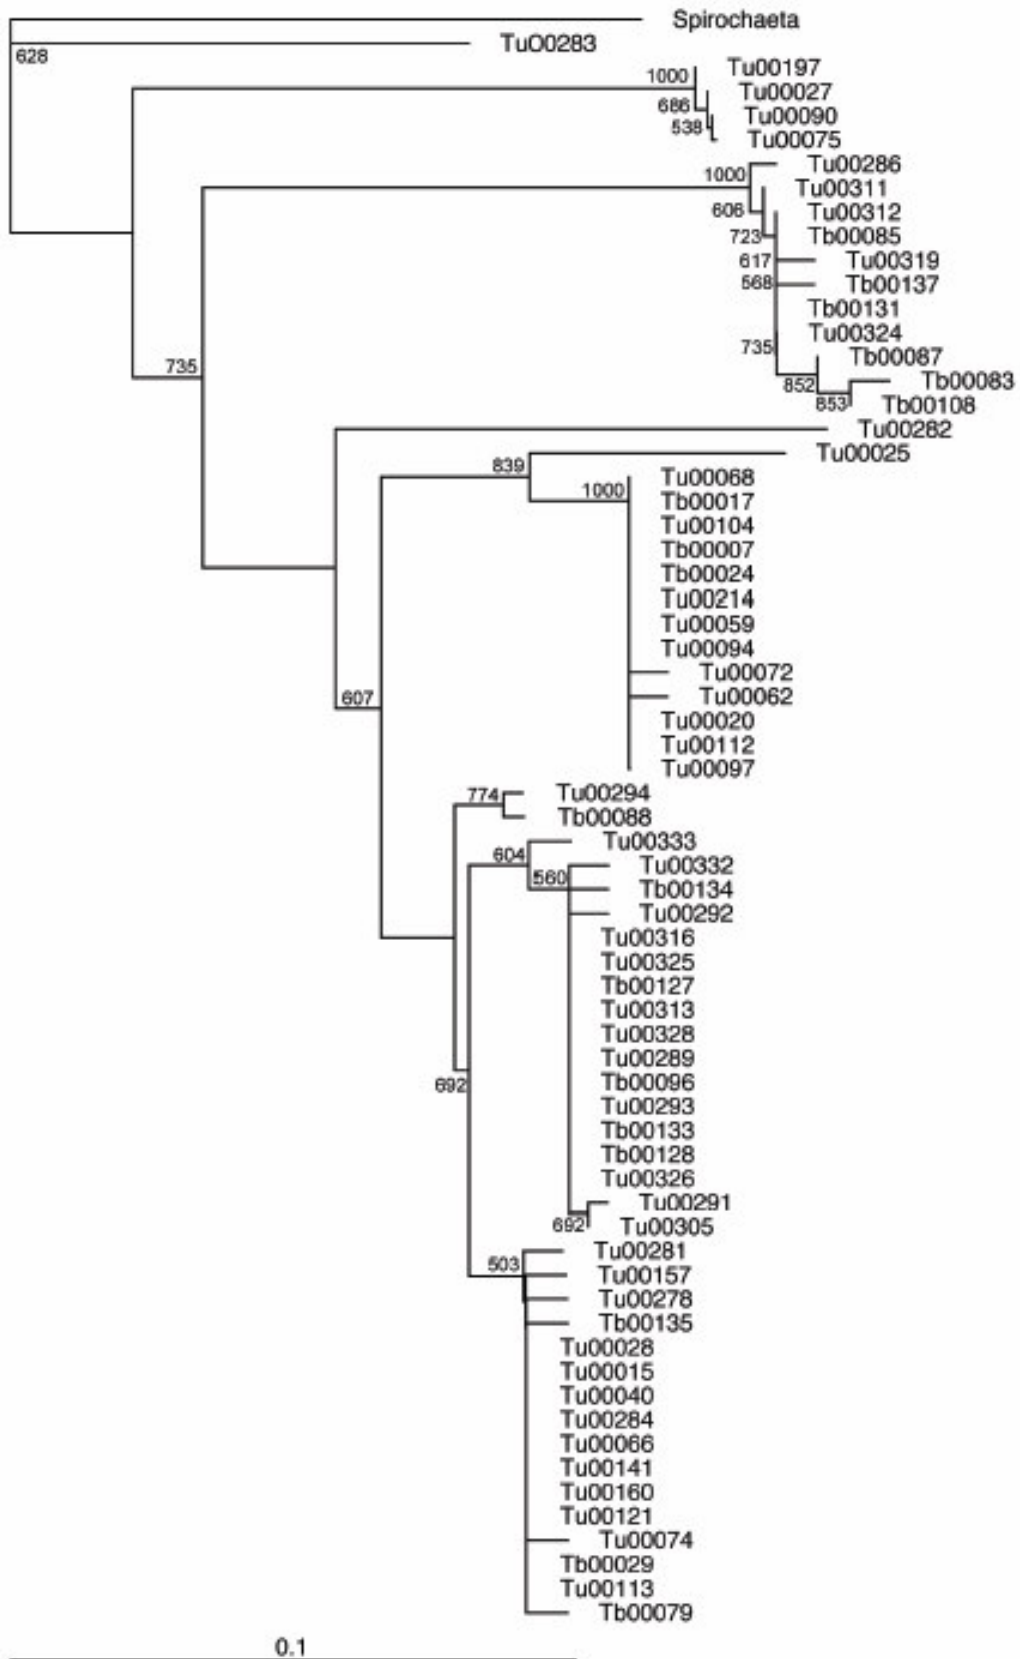 Spirochaeta
TuO0283
628
Tu00197
1000
Tu00027
686
Tu00090
538
Tu00075
Tu00286
1000
Tu00311
606
Tu00312
723
Tb00085
617
Tu00319
568
Tb00137
Tb00131
Tu00324
735
Tb00087
852
Tb00083
853
Tb00108
735
Tu00282
Tu00025
839
Tu00068
1000
Tb00017
Tu00104
Tb00007
Tb00024
Tu00214
Tu00059
Tu00094
Tu00072
607
Tu00062
Tu00020
Tu00112
Tu00097
774
Tu00294
Tb00088
Tu00333
604
Tu00332
560
Tb00134
Tu00292
Tu00316
Tu00325
Tb00127
Tu00313
Tu00328
Tu00289
692
Tb00096
Tu00293
Tb00133
Tb00128
Tu00326
Tu00291
692
Tu00305
Tu00281
503
Tu00157
Tu00278
Tb00135
Tu00028
Tu00015
Tu00040
Tu00284
Tu00066
Tu00141
Tu00160
Tu00121
Tu00074
Tb00029
Tu00113
Tb00079
0.1